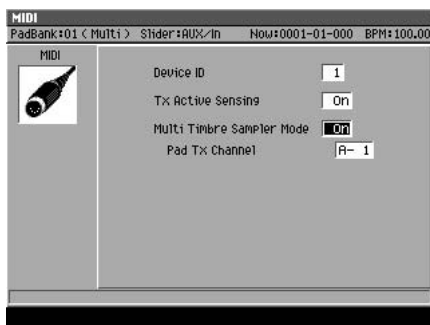 MIDI
PadBank:01 (Multi) Slider:AUX/In Now:0001-01-000 BPM:100.00
MIDI
Device ID 1
Tx Active Sensing On
Multi Timbre Sampler Mode On
Pad Tx Channel A- 1